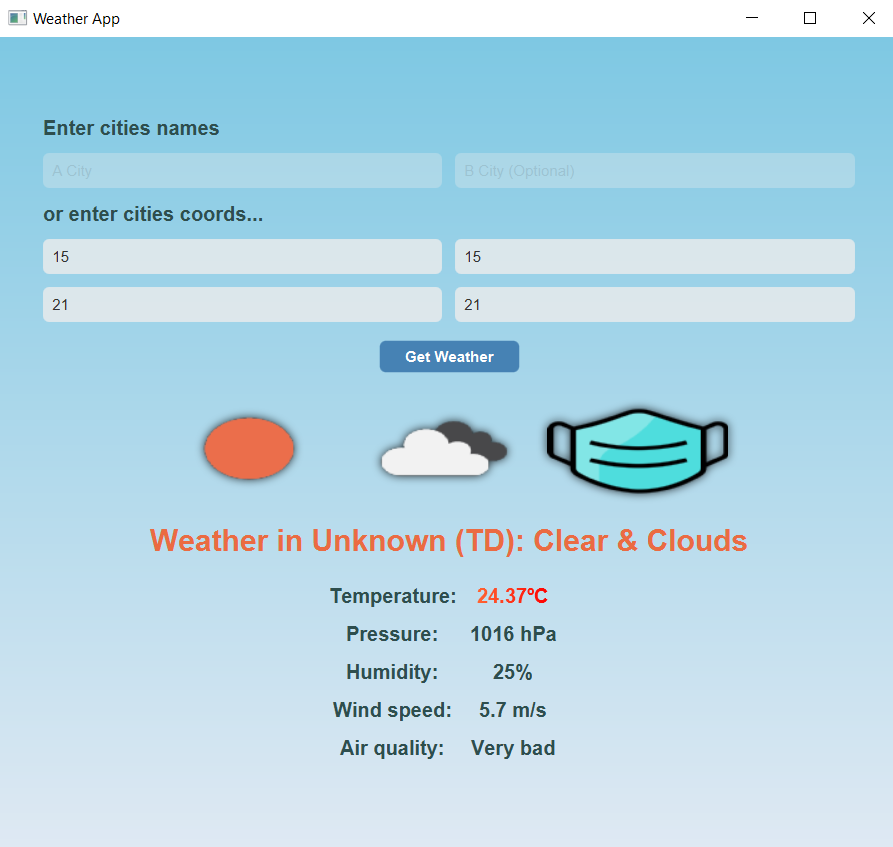 Weather App
Enter cities names
A City B City (Optional)
or enter cities coords...
15 15
21 21
Get Weather
Weather in Unknown (TD): Clear & Clouds
Temperature: 24.37°C
Pressure: 1016 hPa
Humidity: 25%
Wind speed: 5.7 m/s
Air quality: Very bad